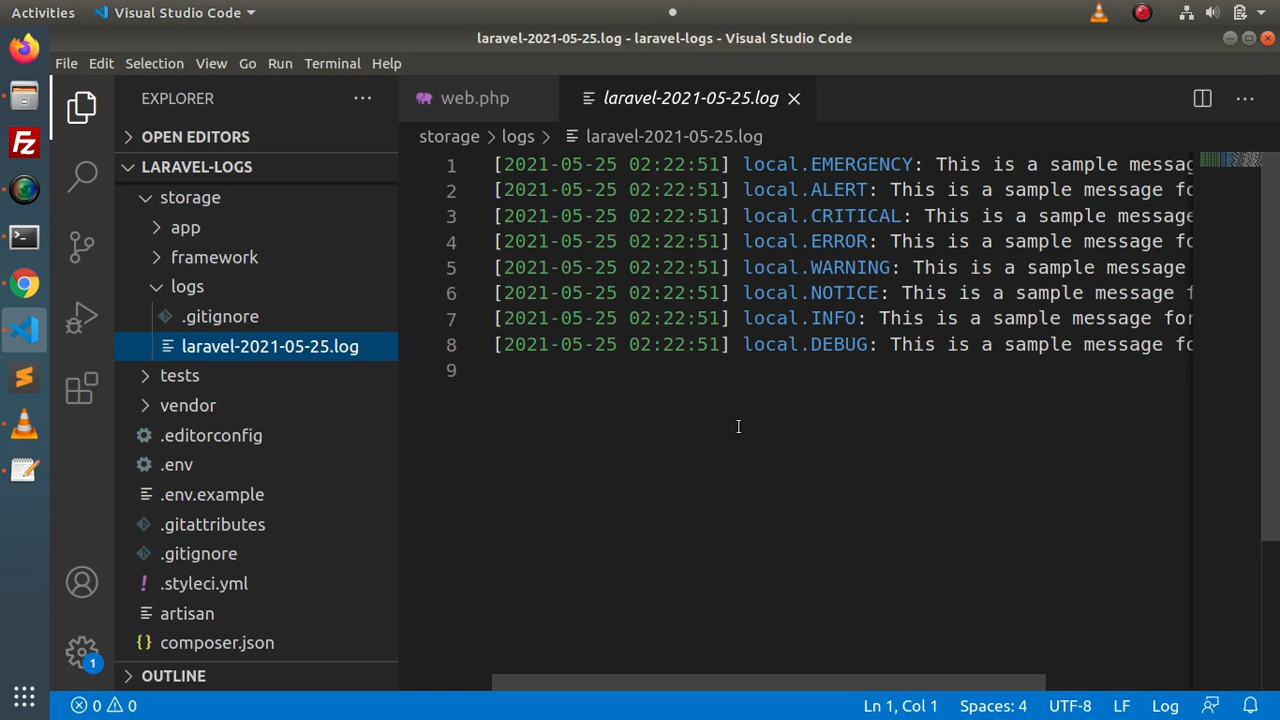 Activities
Visual Studio Code
laravel-2021-05-25.log - laravel-logs - Visual Studio Code
File Edit Selection View Go Run Terminal Help
EXPLORER
OPEN EDITORS
LARAVEL-LOGS
storage
app
framework
logs
.gitignore
laravel-2021-05-25.log
tests
vendor
.editorconfig
.env
.env.example
.gitattributes
.gitignore
.styleci.yml
artisan
composer.json
OUTLINE
1
web.php
laravel-2021-05-25.log
storage > logs > laravel-2021-05-25.log
1 [2021-05-25 02:22:51] local.EMERGENCY: This is a sample messag
2 [2021-05-25 02:22:51] local.ALERT: This is a sample message fo
3 [2021-05-25 02:22:51] local.CRITICAL: This is a sample message
4 [2021-05-25 02:22:51] local.ERROR: This is a sample message fo
5 [2021-05-25 02:22:51] local.WARNING: This is a sample message
6 [2021-05-25 02:22:51] local.NOTICE: This is a sample message f
7 [2021-05-25 02:22:51] local.INFO: This is a sample message for
8 [2021-05-25 02:22:51] local.DEBUG: This is a sample message fo
9
0 0 Ln 1, Col 1 Spaces: 4 UTF-8 LF Log